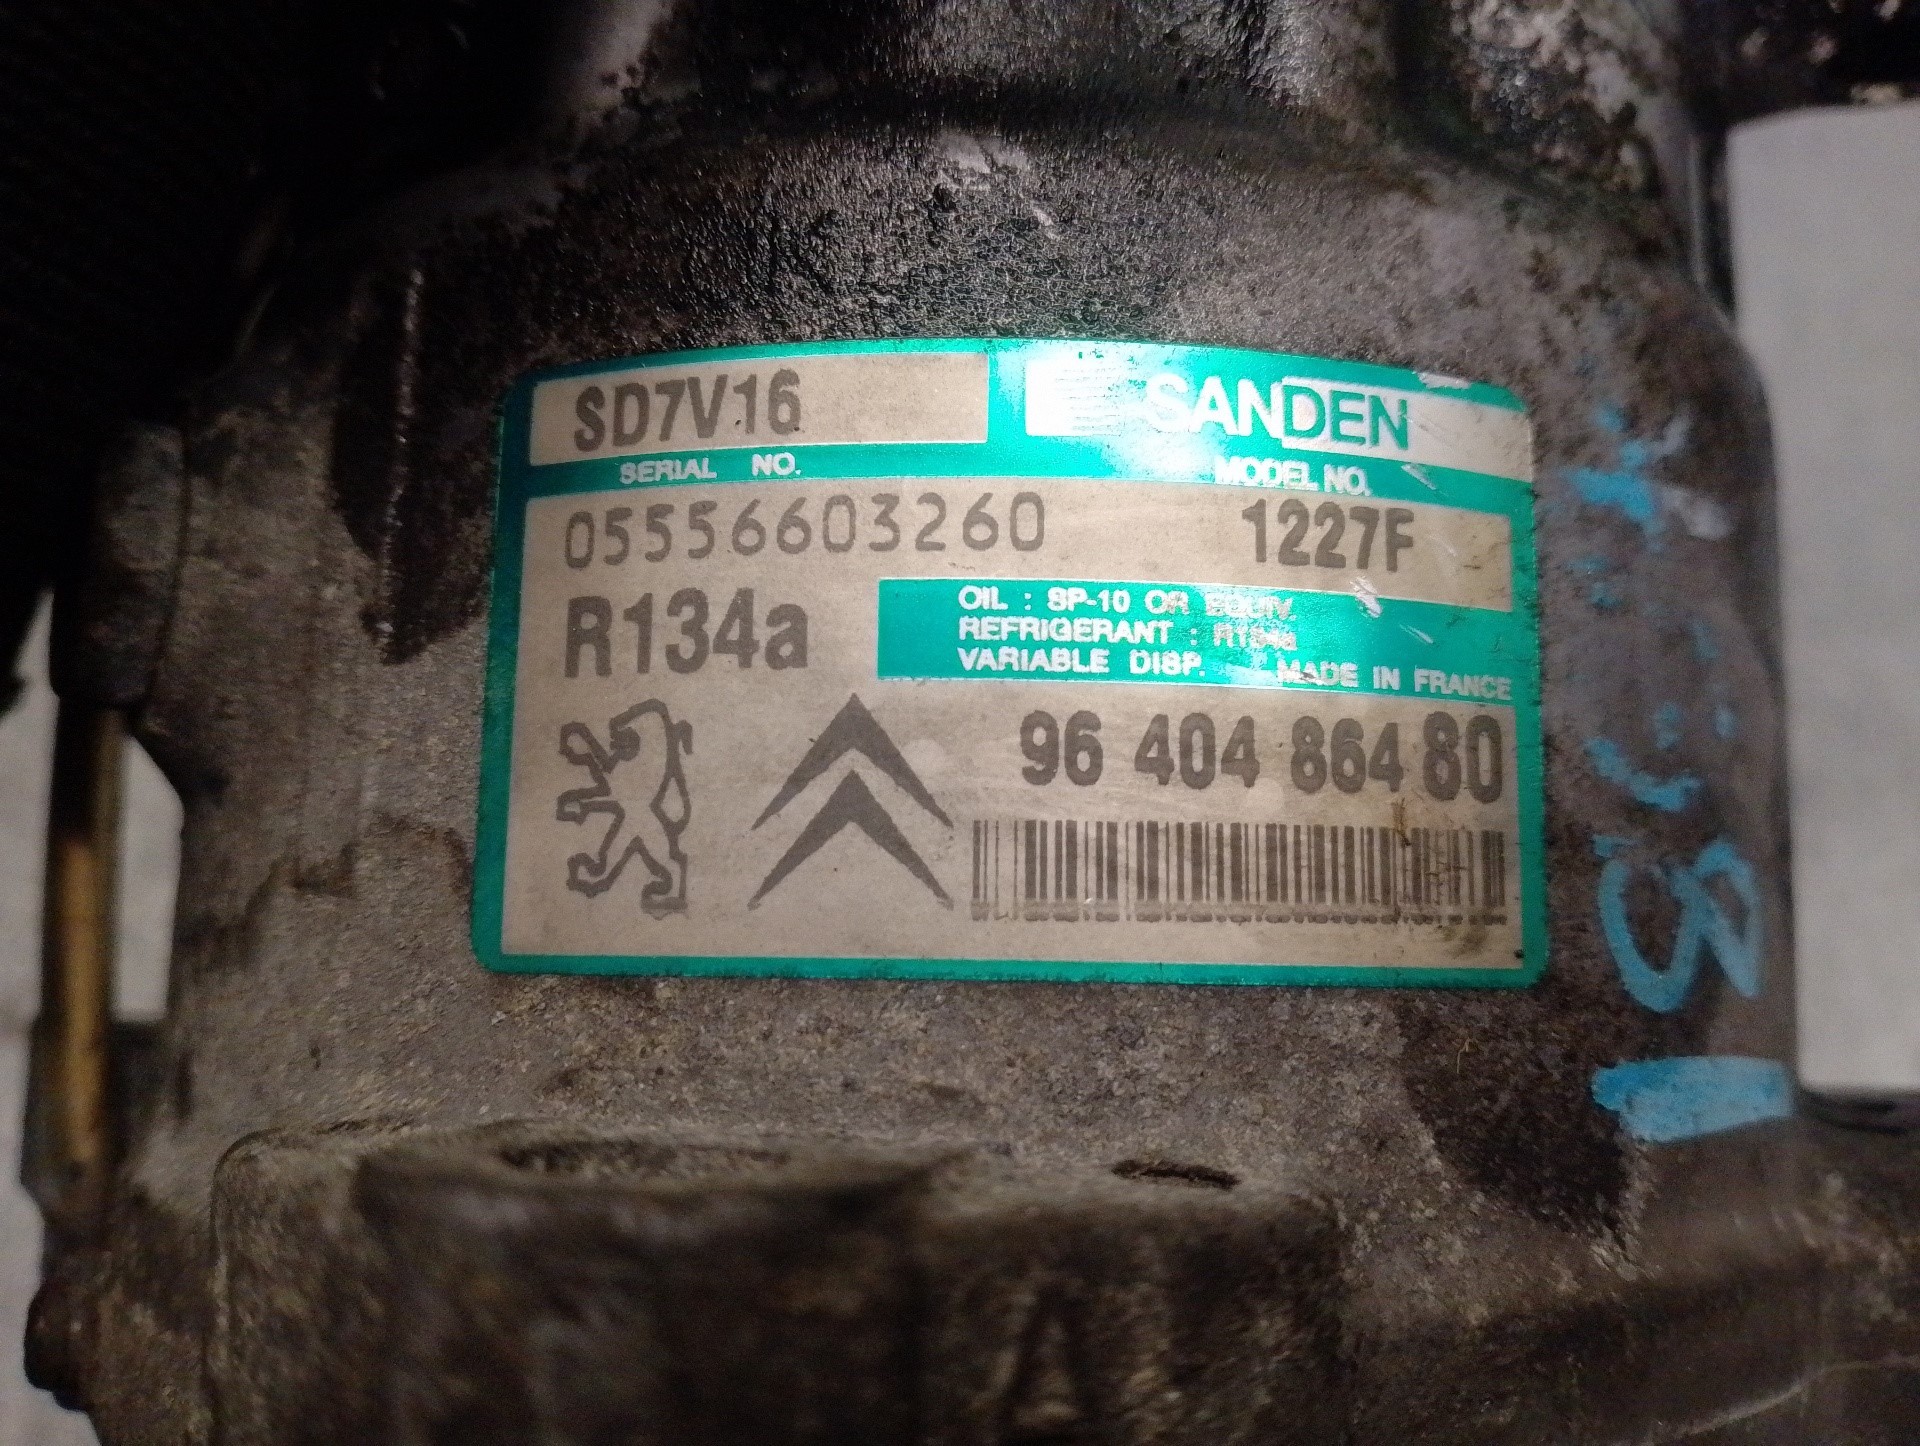 SD7V16
SANDEN
SERIAL NO.
MODEL NO.
05556603260
1227F
R134a
OIL : SP-10 OR EQUIV.
REFRIGERANT : R134a
VARIABLE DISP.
MADE IN FRANCE
96 404 864 80